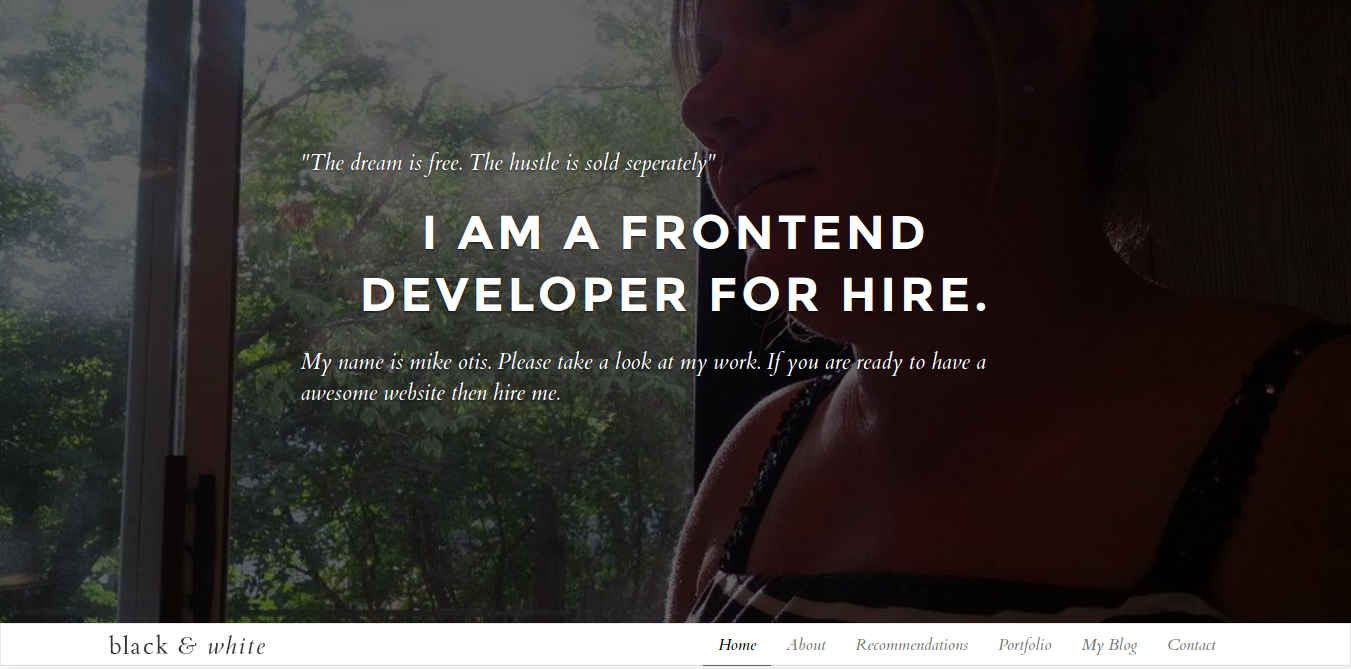 "The dream is free. The hustle is sold seperately"
I AM A FRONTEND
DEVELOPER FOR HIRE.
My name is mike otis. Please take a look at my work. If you are ready to have a
awesome website then hire me.
black & white Home About Recommendations Portfolio My Blog Contact